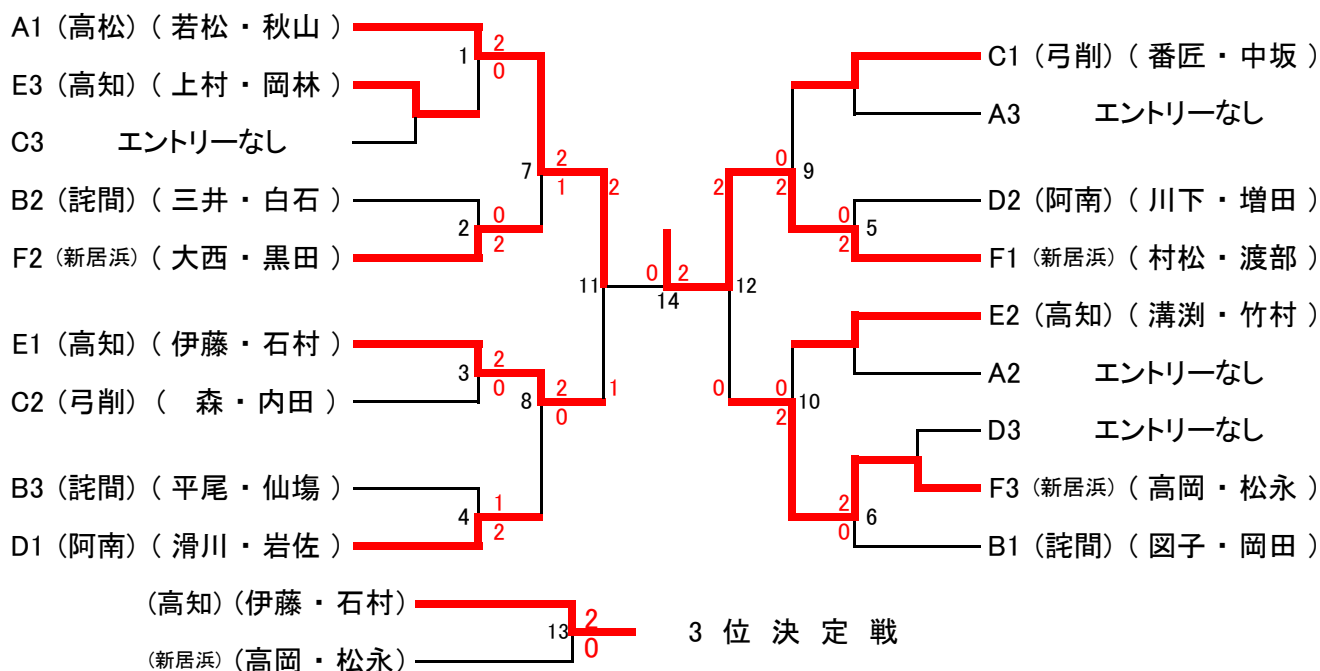 A1 (高松) ( 若松 ・ 秋山 )
1 2
0
E3 (高知) ( 上村 ・ 岡林 )
C3 エントリーなし
7 2
1
2
B2 (詫間) ( 三井 ・ 白石 )
2 0
2
F2 (新居浜) ( 大西 ・ 黒田 )
11
E1 (高知) ( 伊藤 ・ 石村 )
3 2
0
C2 (弓削) ( 森 ・ 内田 )
8 2
0
1
B3 (詫間) ( 平尾 ・ 仙塲 )
4 1
2
D1 (阿南) ( 滑川 ・ 岩佐 )
0 2
14
C1 (弓削) ( 番匠 ・ 中坂 )
A3 エントリーなし
2
0 9
2
D2 (阿南) ( 川下 ・ 増田 )
0 5
2
F1 (新居浜) ( 村松 ・ 渡部 )
12
E2 (高知) ( 溝渕 ・ 竹村 )
A2 エントリーなし
0
0 10
2
D3 エントリーなし
F3 (新居浜) ( 高岡 ・ 松永 )
2 6
0
B1 (詫間) ( 図子 ・ 岡田 )
(高知) (伊藤 ・ 石村)
13 2
0
3 位 決 定 戦
(新居浜) (高岡 ・ 松永)